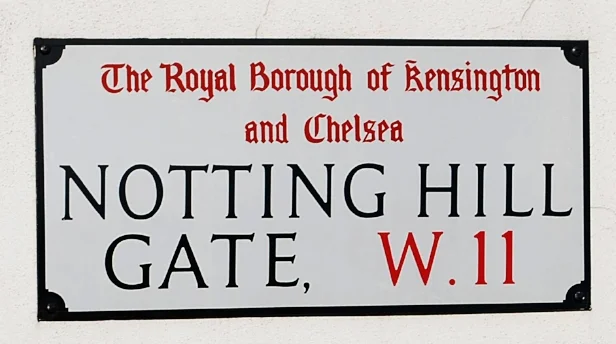 The Royal Borough of Kensington
and Chelsea
NOTTING HILL
GATE, W.11